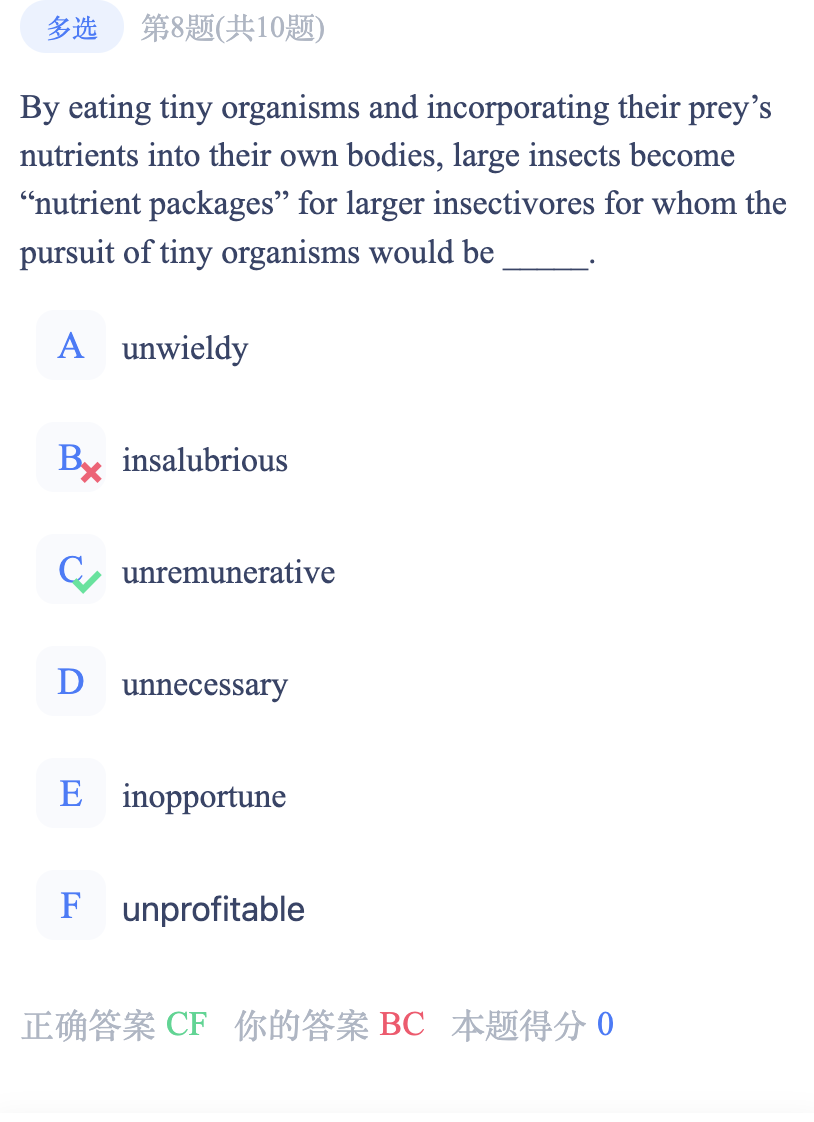 多选 第8题(共10题)
By eating tiny organisms and incorporating their prey’s
nutrients into their own bodies, large insects become
“nutrient packages” for larger insectivores for whom the
pursuit of tiny organisms would be _____.
A unwieldy
B insalubrious
C unremunerative
D unnecessary
E inopportune
F unprofitable
正确答案 CF 你的答案 BC 本题得分 0